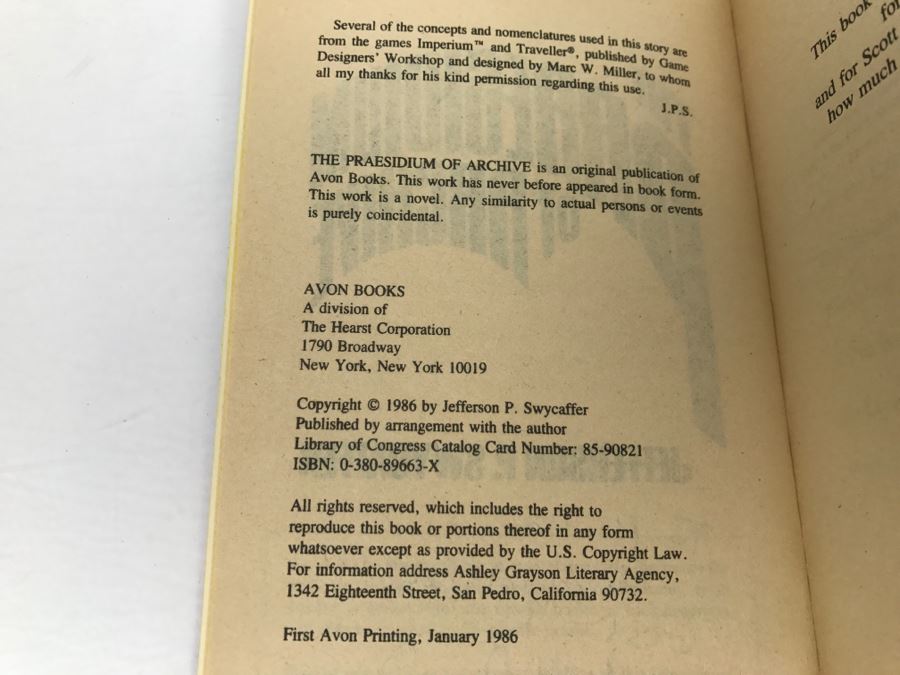 Several of the concepts and nomenclatures used in this story are
from the games Imperium™ and Traveller®, published by Game
Designers' Workshop and designed by Marc W. Miller, to whom
all my thanks for his kind permission regarding this use.
J.P.S.
THE PRAESIDIUM OF ARCHIVE is an original publication of
Avon Books. This work has never before appeared in book form.
This work is a novel. Any similarity to actual persons or events
is purely coincidental.
AVON BOOKS
A division of
The Hearst Corporation
1790 Broadway
New York, New York 10019
Copyright © 1986 by Jefferson P. Swycaffer
Published by arrangement with the author
Library of Congress Catalog Card Number: 85-90821
ISBN: 0-380-89663-X
All rights reserved, which includes the right to
reproduce this book or portions thereof in any form
whatsoever except as provided by the U.S. Copyright Law.
For information address Ashley Grayson Literary Agency,
1342 Eighteenth Street, San Pedro, California 90732.
First Avon Printing, January 1986
This book
for
and for Scott
how much